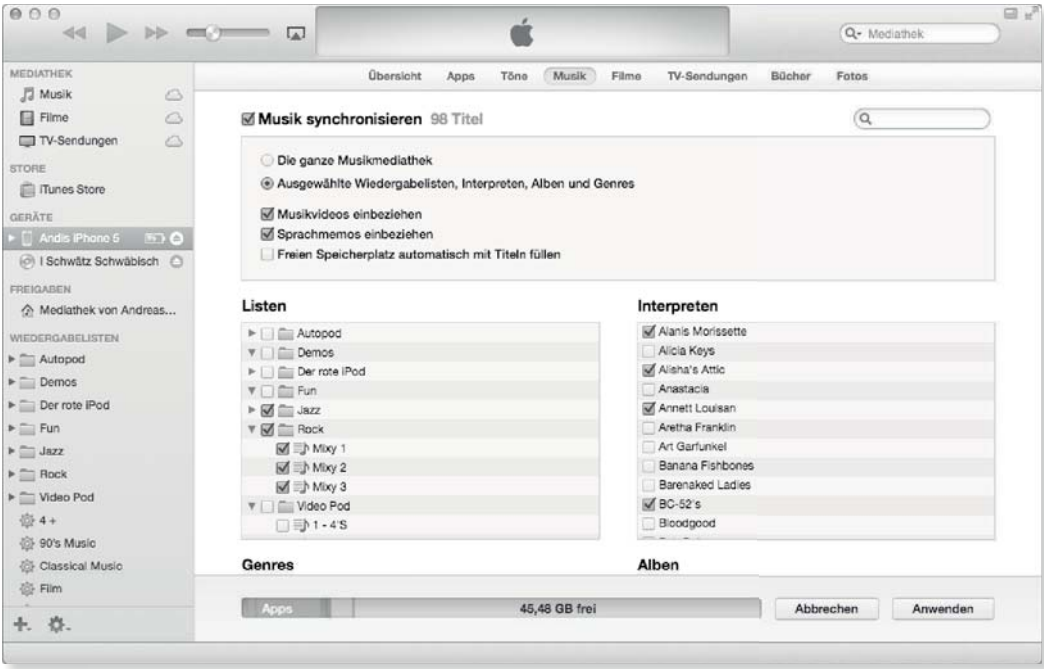 Mediathek
MEDIATHEK
Musik
Filme
TV-Sendungen
STORE
iTunes Store
GERÄTE
Andis iPhone 5
I Schwätz Schwäbisch
FREIGABEN
Mediathek von Andreas...
WIEDERGABELISTEN
Autopod
Demos
Der rote iPod
Fun
Jazz
Rock
Video Pod
4 +
90's Music
Classical Music
Film
Übersicht Apps Töne Musik Filme TV-Sendungen Bücher Fotos
Musik synchronisieren 98 Titel
Die ganze Musikmediathek
Ausgewählte Wiedergabelisten, Interpreten, Alben und Genres
Musikvideos einbeziehen
Sprachmemos einbeziehen
Freien Speicherplatz automatisch mit Titeln füllen
Listen
Autopod
Demos
Der rote iPod
Fun
Jazz
Rock
Mixy 1
Mixy 2
Mixy 3
Video Pod
1 - 4'S
Interpreten
Alanis Morissette
Alicia Keys
Alisha's Attic
Anastacia
Annett Louisan
Aretha Franklin
Art Garfunkel
Banana Fishbones
Barenaked Ladies
BC-52's
Bloodgood
Genres
Alben
Apps
45,48 GB frei
Abbrechen
Anwenden